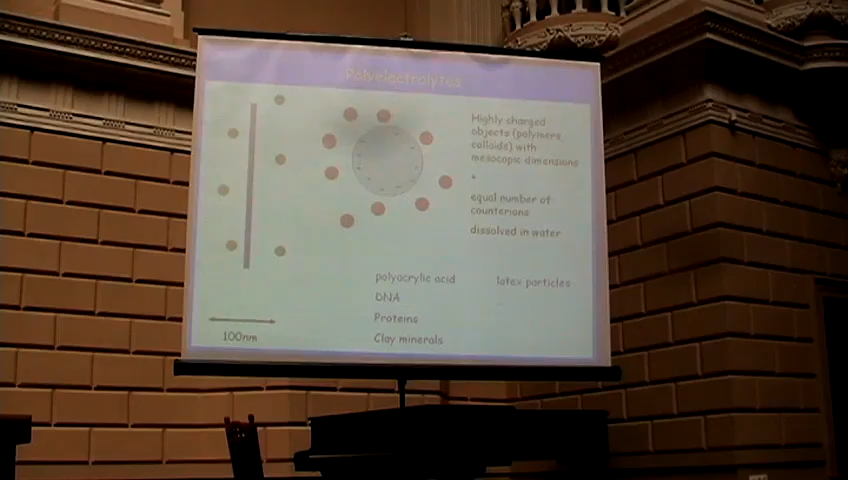 Polyelectrolytes
Highly charged
objects (polymers,
colloids) with
mesocopic dimensions
+
equal number of
counterions
dissolved in water
polyacrylic acid
latex particles
DNA
Proteins
Clay minerals
100nm